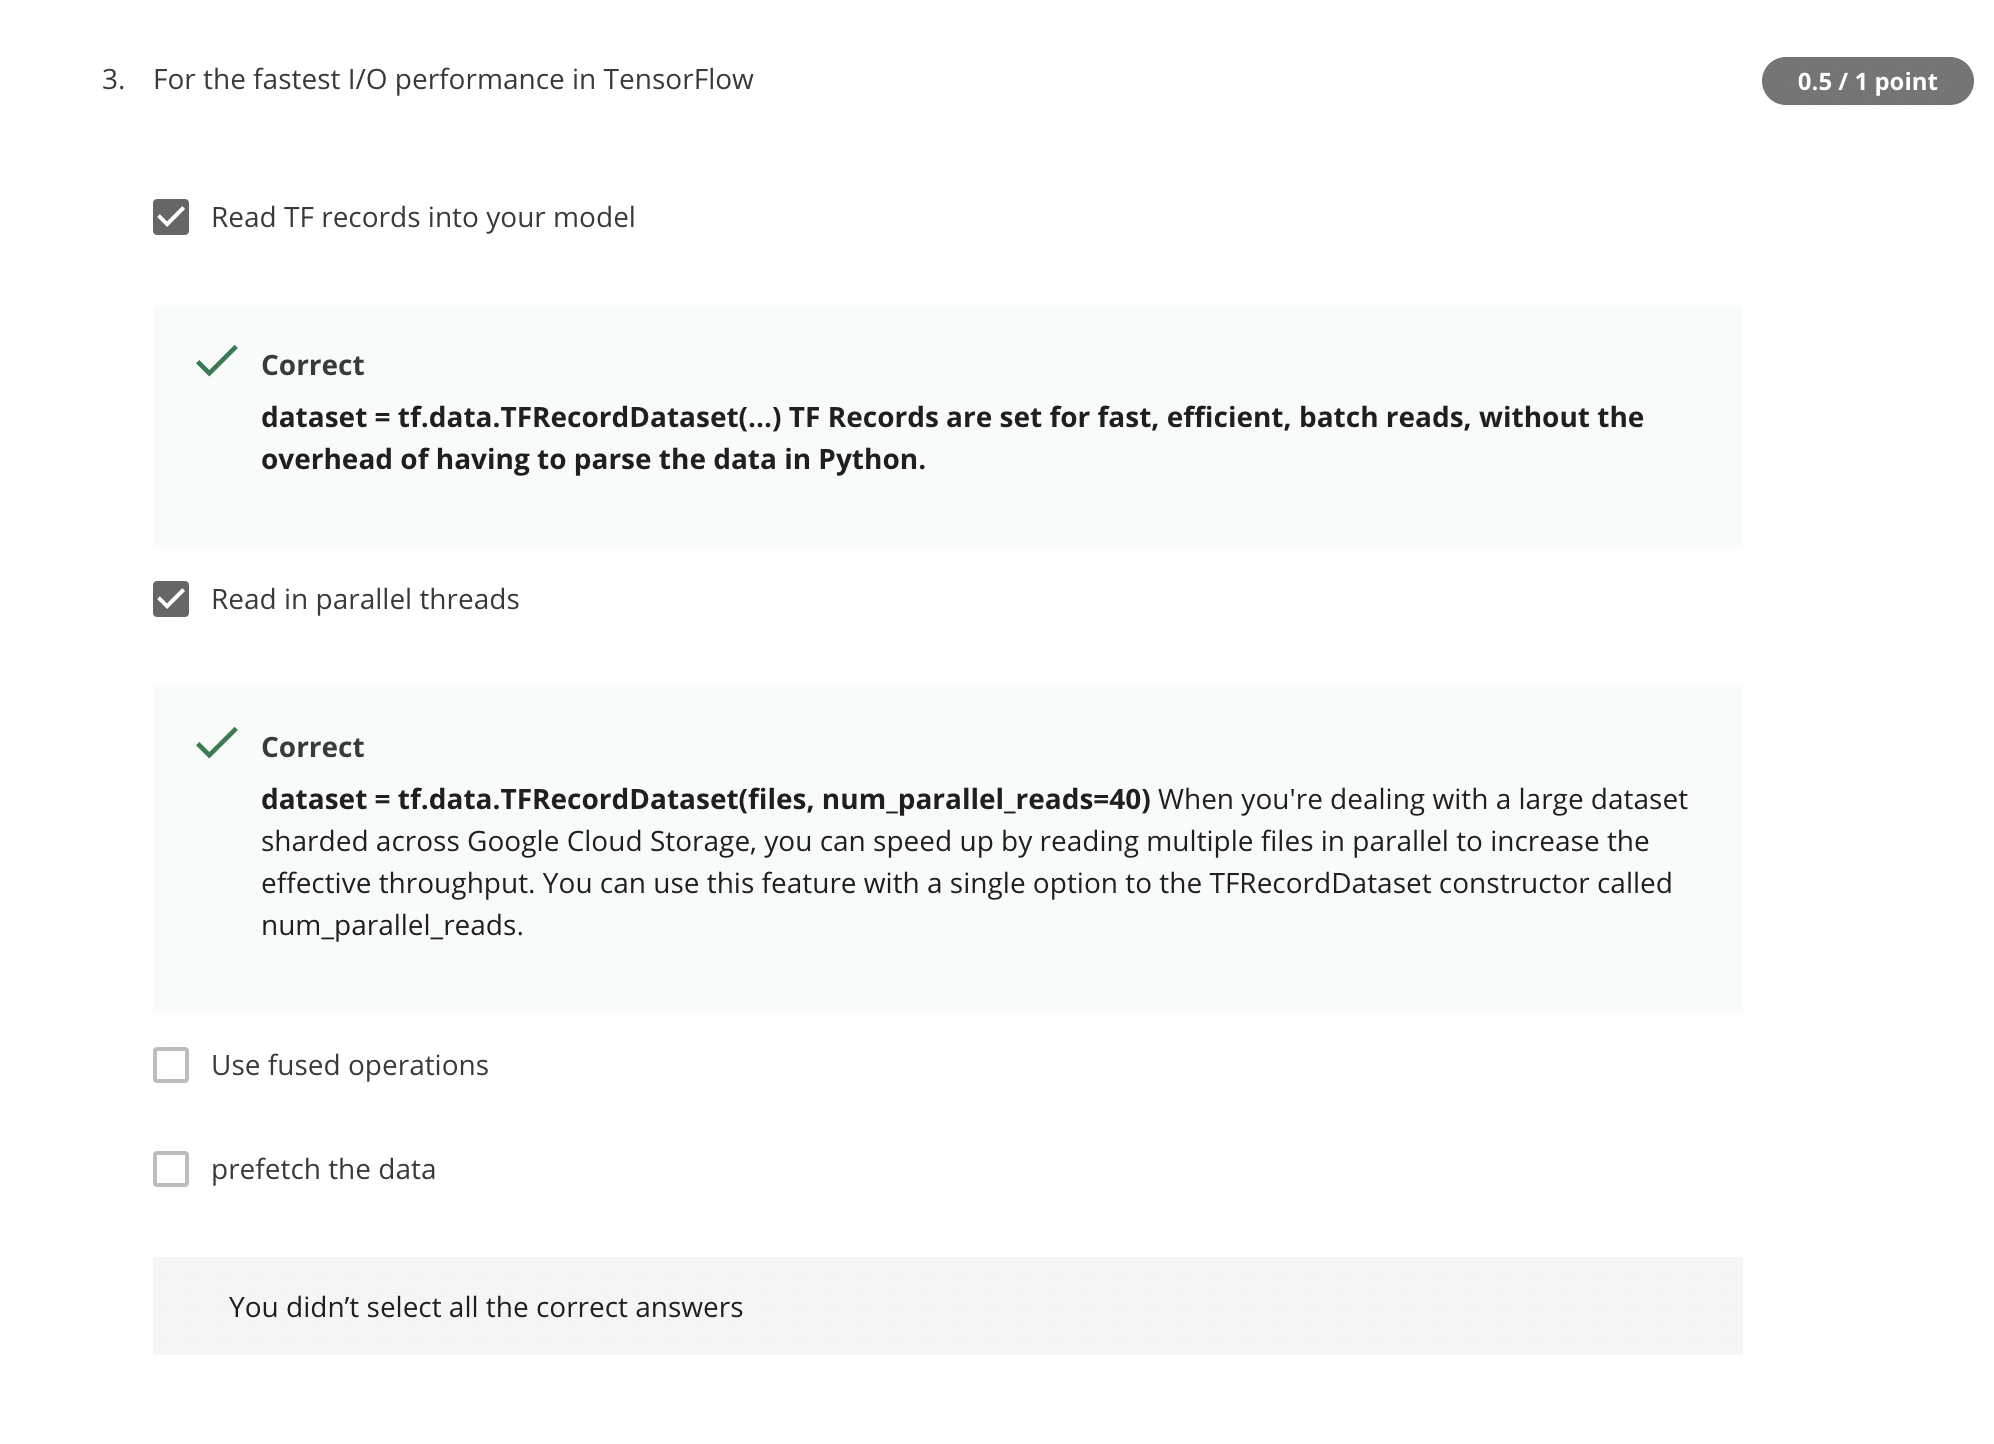 3. For the fastest I/O performance in TensorFlow
0.5 / 1 point
Read TF records into your model
Correct
dataset = tf.data.TFRecordDataset(...) TF Records are set for fast, efficient, batch reads, without the
overhead of having to parse the data in Python.
Read in parallel threads
Correct
dataset = tf.data.TFRecordDataset(files, num_parallel_reads=40) When you're dealing with a large dataset
sharded across Google Cloud Storage, you can speed up by reading multiple files in parallel to increase the
effective throughput. You can use this feature with a single option to the TFRecordDataset constructor called
num_parallel_reads.
Use fused operations
prefetch the data
You didn’t select all the correct answers